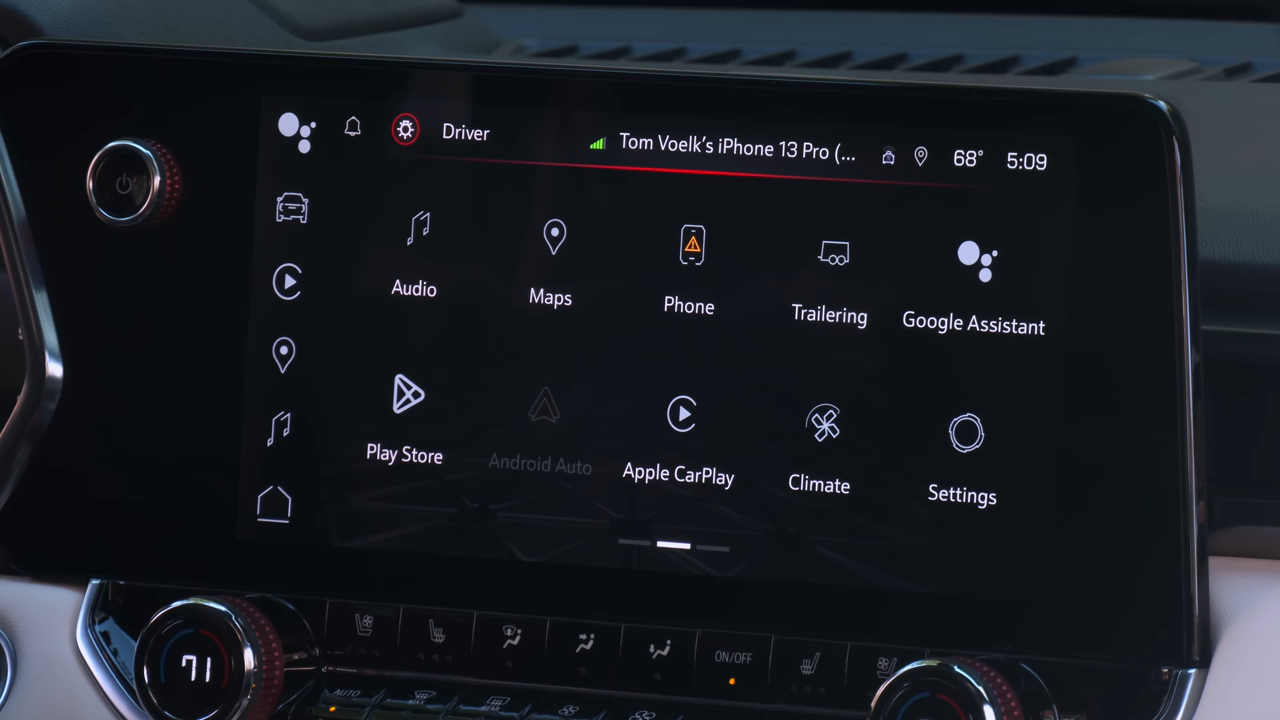 Driver
Tom Voelk's iPhone 13 Pro (...
68° 5:09
Audio
Maps
Phone
Trailering
Google Assistant
Play Store
Android Auto
Apple CarPlay
Climate
Settings
71
ON/OFF
AUTO
REAR